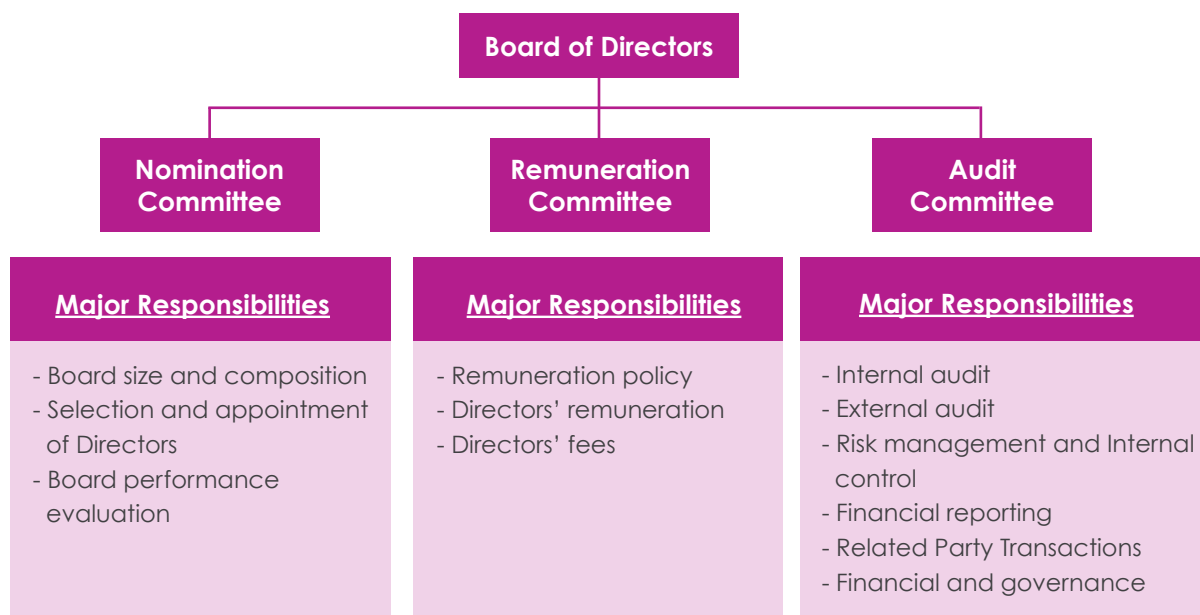 Board of Directors
Nomination
Committee
Remuneration
Committee
Audit
Committee
Major Responsibilities
- Board size and composition
- Selection and appointment
of Directors
- Board performance
evaluation
Major Responsibilities
- Remuneration policy
- Directors’ remuneration
- Directors’ fees
Major Responsibilities
- Internal audit
- External audit
- Risk management and Internal
control
- Financial reporting
- Related Party Transactions
- Financial and governance